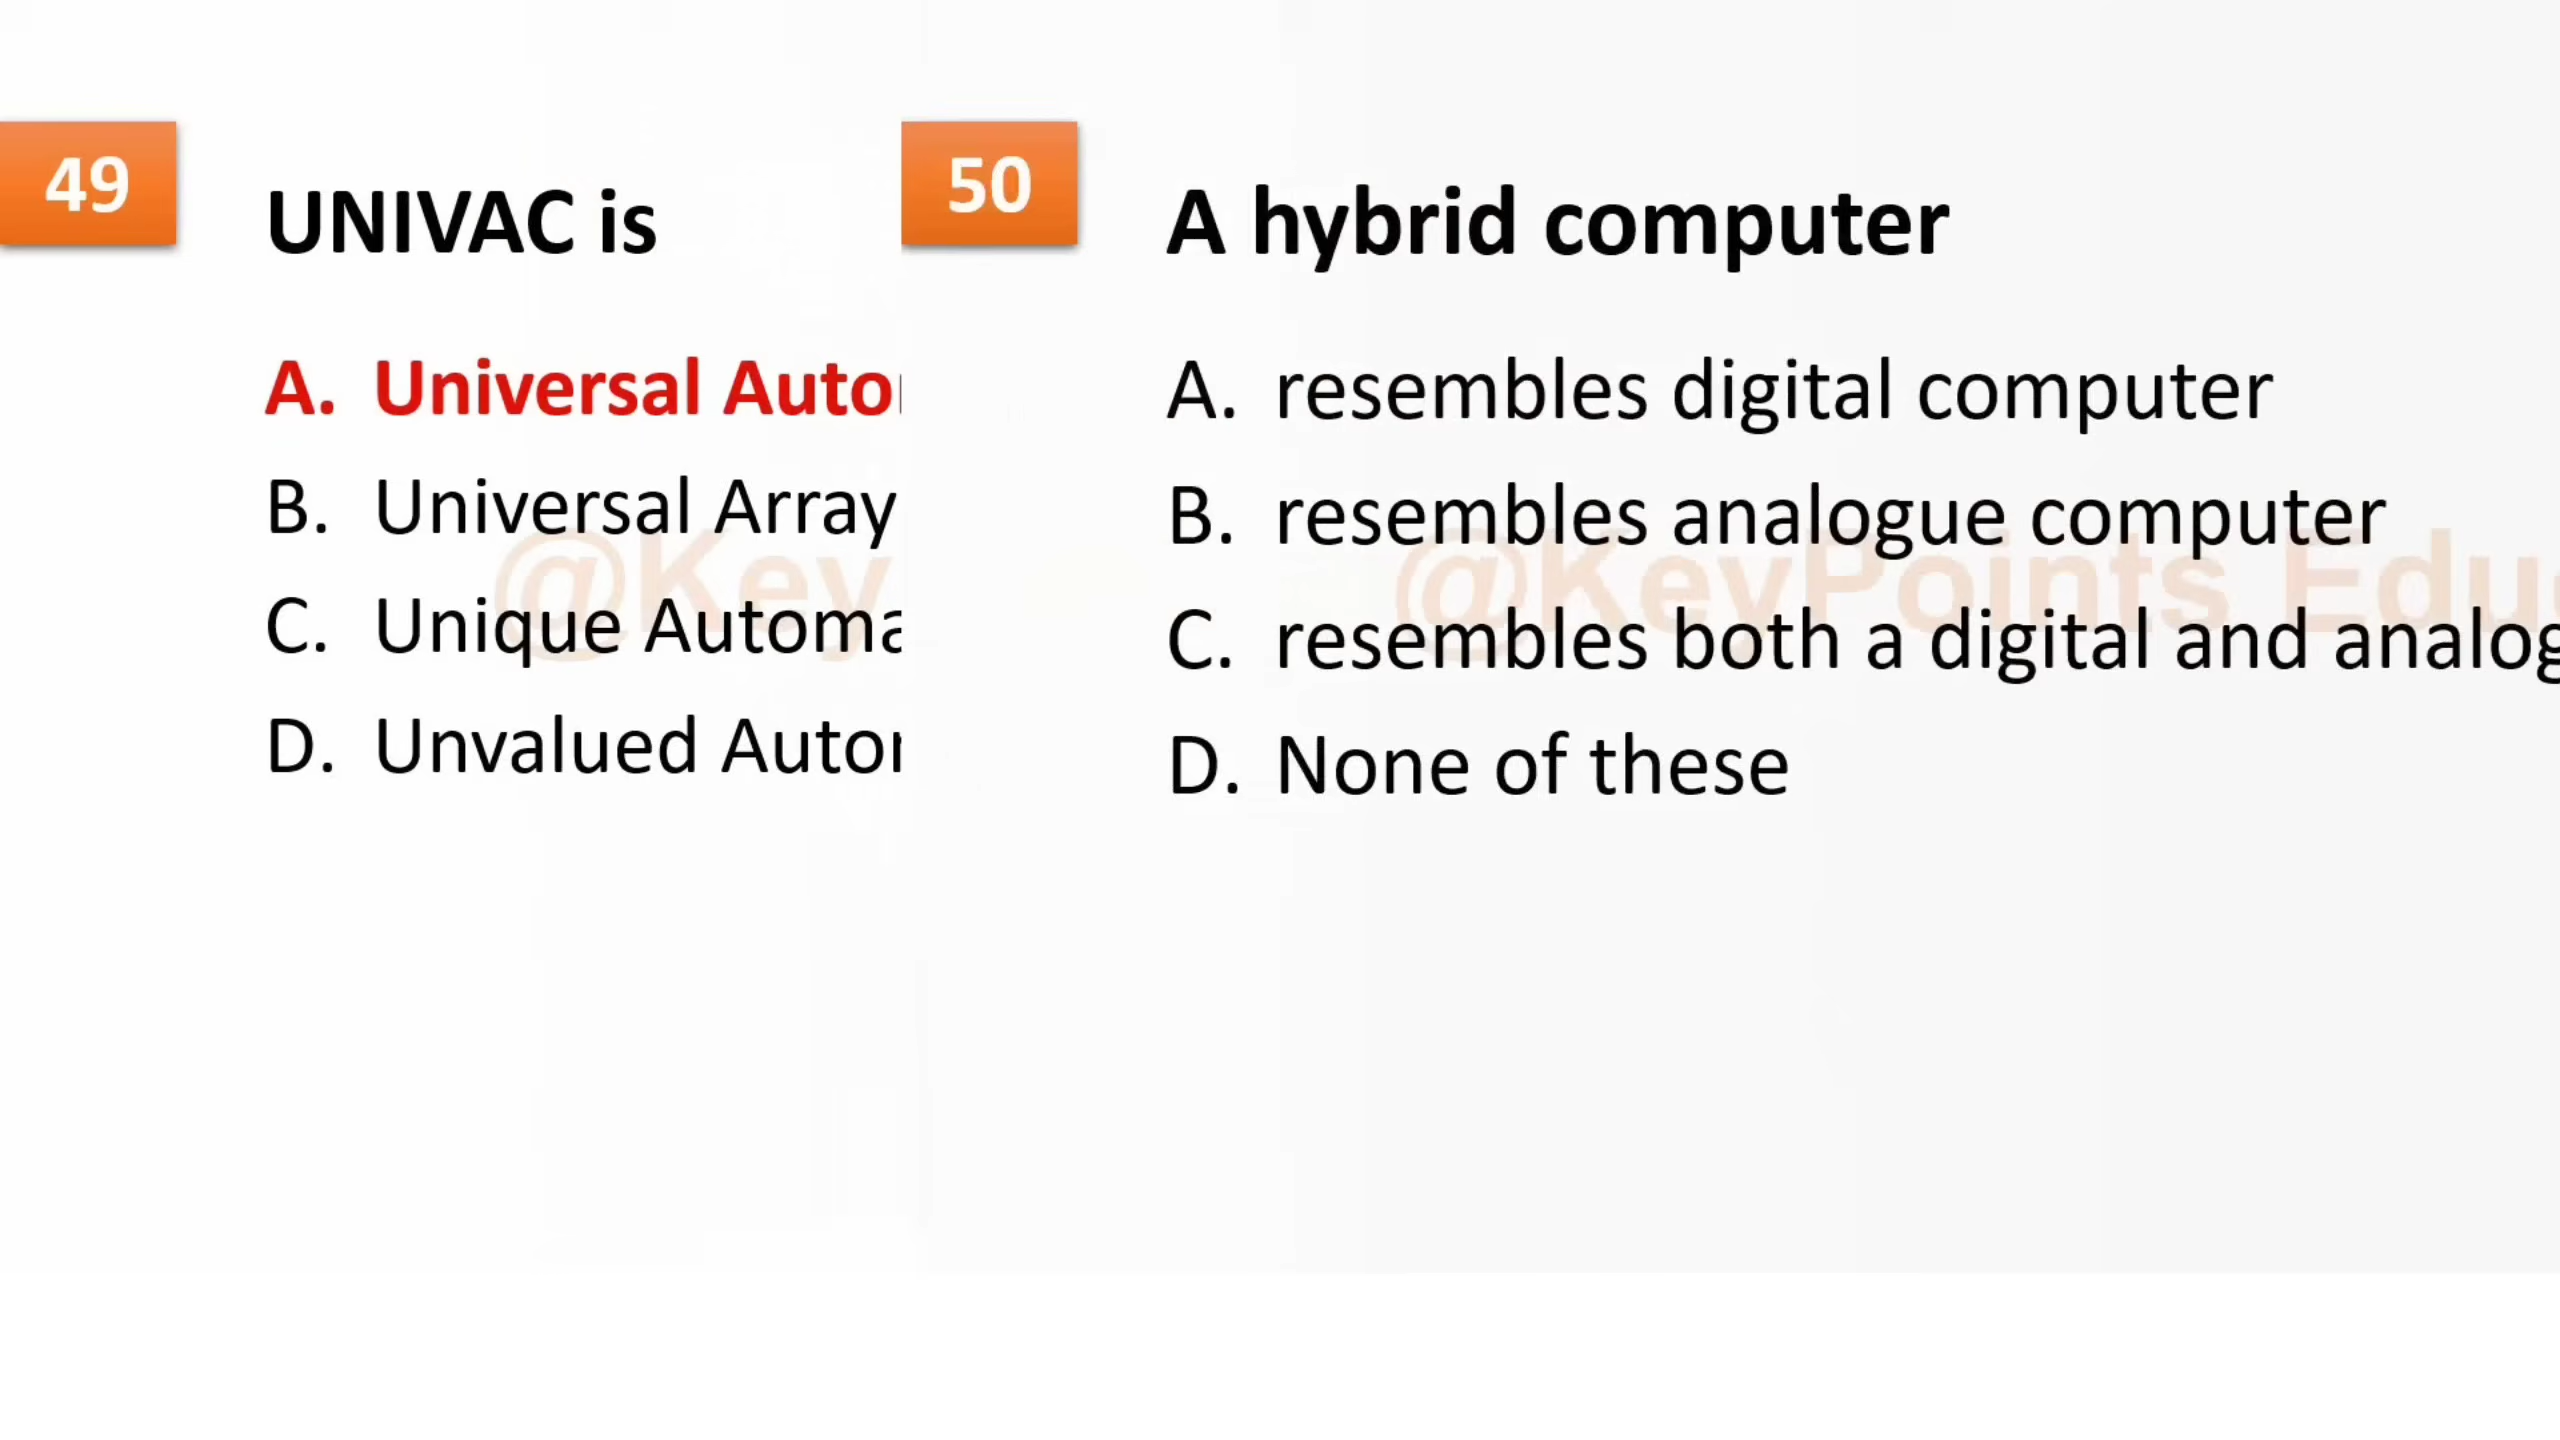 49
UNIVAC is
A. Universal Auto
B. Universal Array
C. Unique Automa
D. Unvalued Auto
@Key
50
A hybrid computer
A. resembles digital computer
B. resembles analogue computer
C. resembles both a digital and analog
D. None of these
@KeyPoints Edu